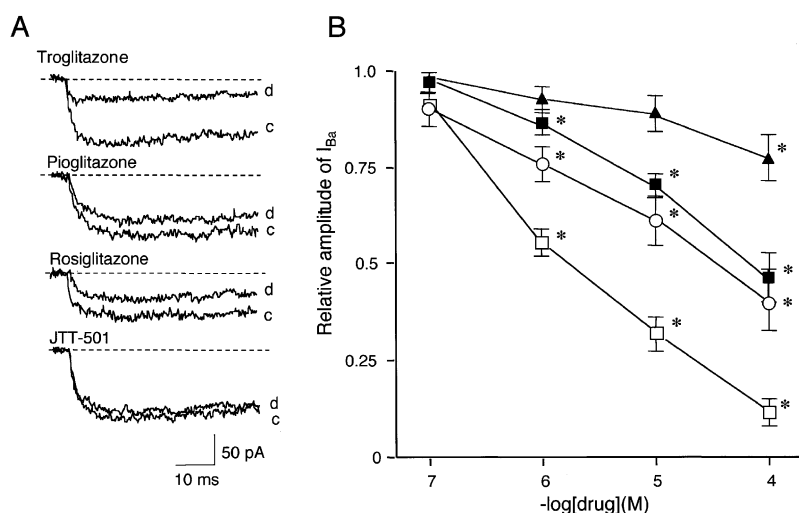 A
Troglitazone
d
c
Pioglitazone
d
c
Rosiglitazone
d
c
JTT-501
d
c
50 pA
10 ms
B
Relative amplitude of I_Ba
1.0
0.75
0.5
0.25
0
* * * * * * * * * *
7 6 5 4
-log[drug](M)